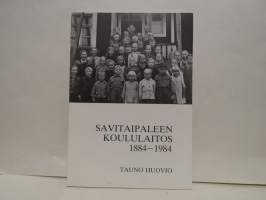 SAVITAIPALEEN
KOULULAITOS
1884–1984
TAUNO HUOVIO